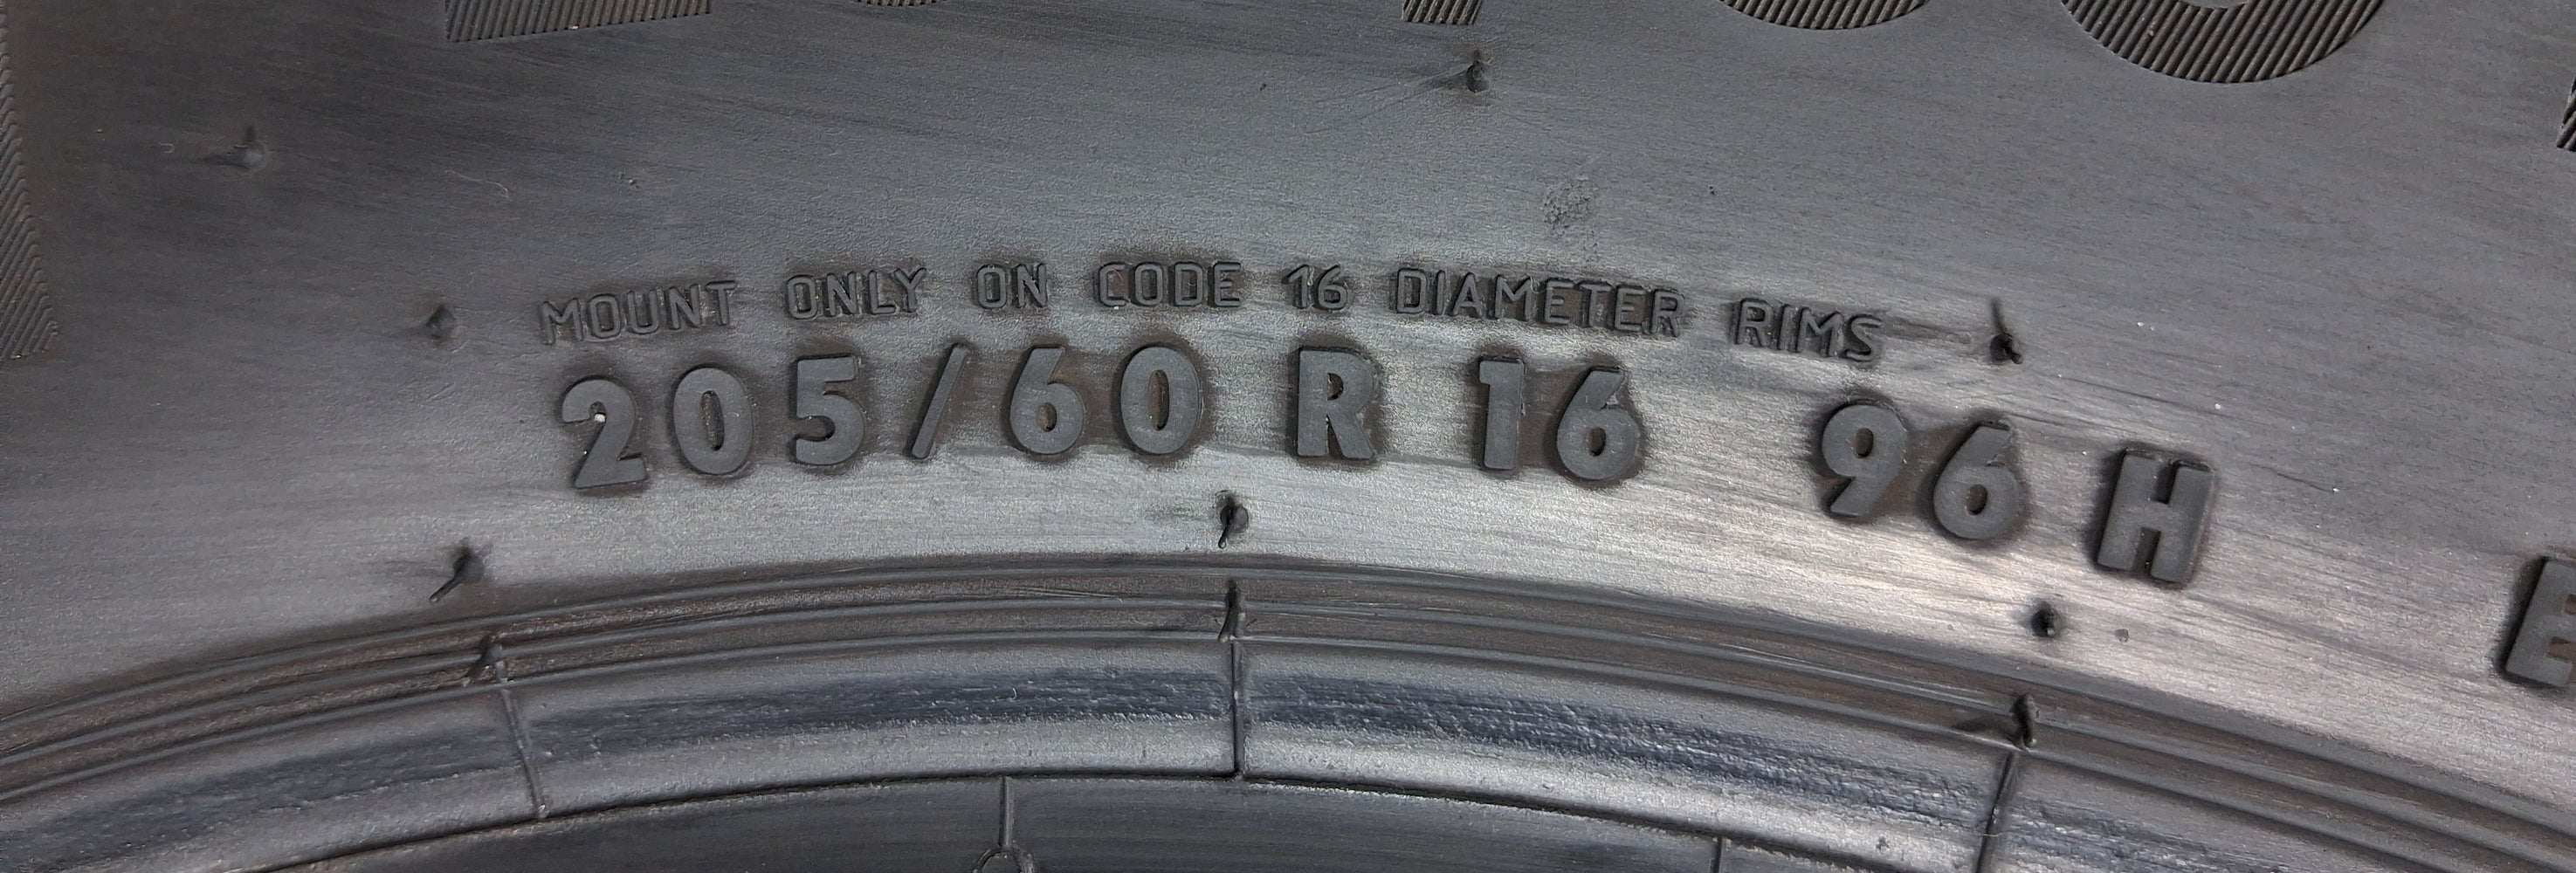 MOUNT ONLY ON CODE 16 DIAMETER RIMS
205/60 R 16 96 H